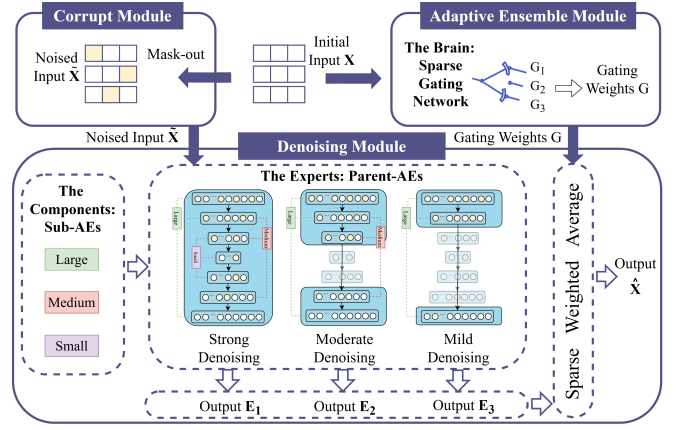 Corrupt Module
Adaptive Ensemble Module
Noised
Input X̃
Mask-out
Initial
Input X
The Brain:
Sparse
Gating
Network
G1
G2
G3
Gating
Weights G
Noised Input X̃
Denoising Module
Gating Weights G
The
Components:
Sub-AEs
Large
Medium
Small
The Experts: Parent-AEs
Large
Medium
Small
Large
Medium
Large
Strong
Denoising
Moderate
Denoising
Mild
Denoising
Output E1
Output E2
Output E3
Sparse Weighted Average
Output
X̂